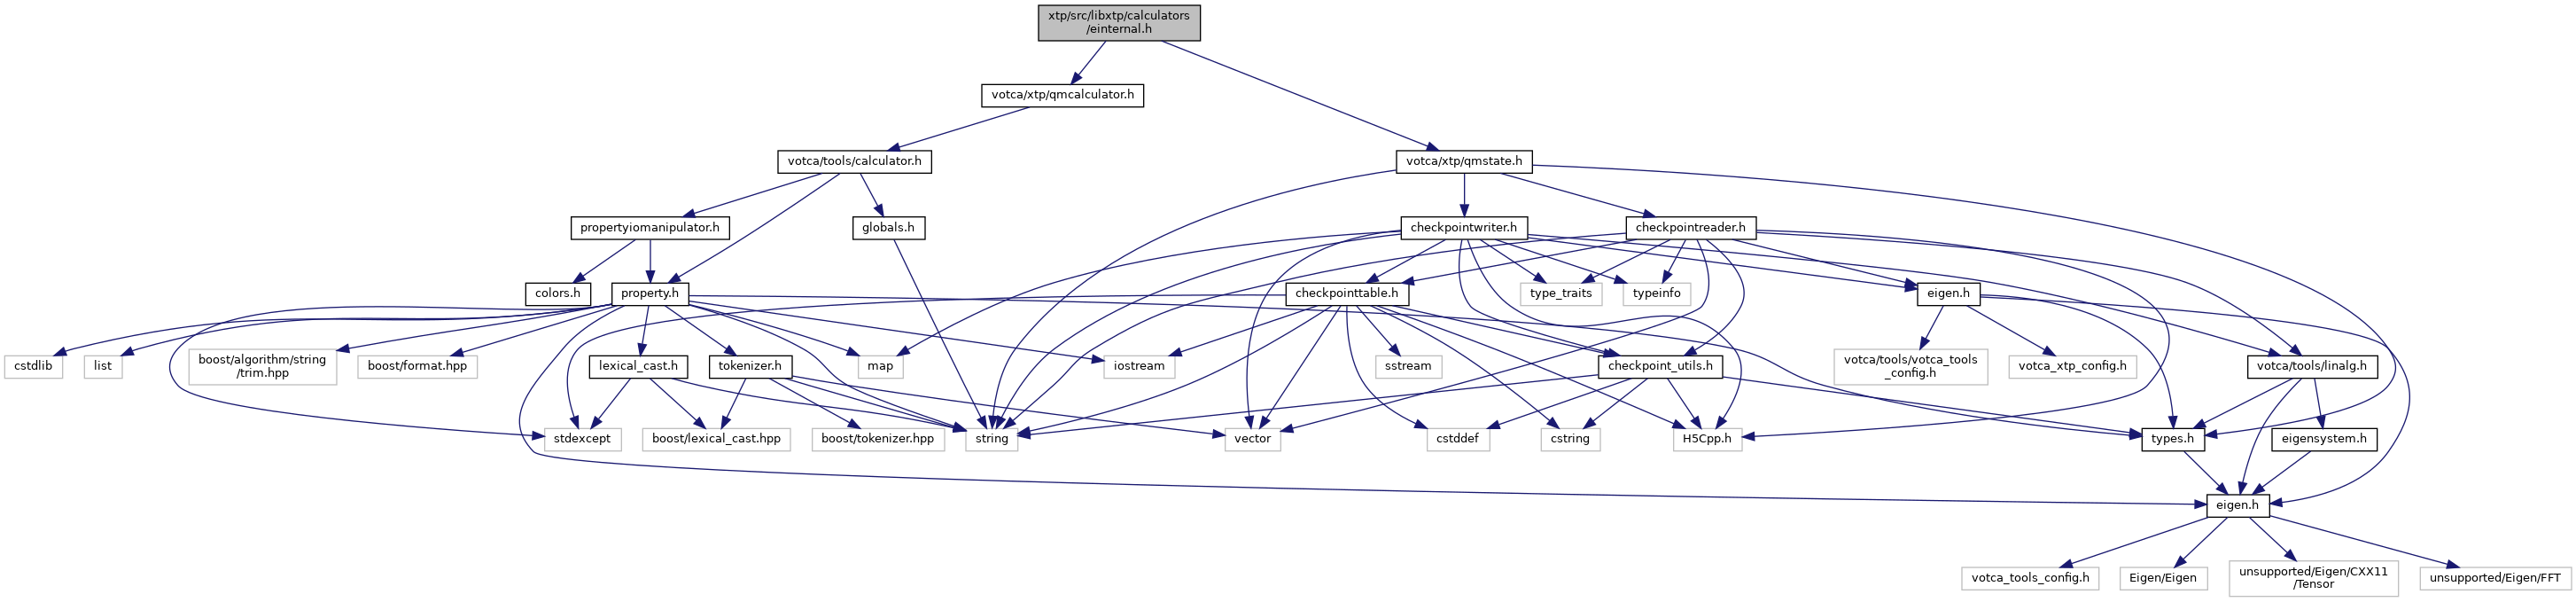 xtp/src/libxtp/calculators
/einternal.h
votca/xtp/qmcalculator.h
votca/tools/calculator.h
votca/xtp/qmstate.h
propertyiomanipulator.h
globals.h
checkpointwriter.h
checkpointreader.h
colors.h
property.h
checkpointtable.h
type_traits
typeinfo
eigen.h
cstdlib
list
boost/algorithm/string
/trim.hpp
boost/format.hpp
lexical_cast.h
tokenizer.h
map
iostream
sstream
checkpoint_utils.h
votca/tools/votca_tools
_config.h
votca_xtp_config.h
votca/tools/linalg.h
stdexcept
boost/lexical_cast.hpp
boost/tokenizer.hpp
string
vector
cstddef
cstring
H5Cpp.h
types.h
eigensystem.h
eigen.h
votca_tools_config.h
Eigen/Eigen
unsupported/Eigen/CXX11
/Tensor
unsupported/Eigen/FFT